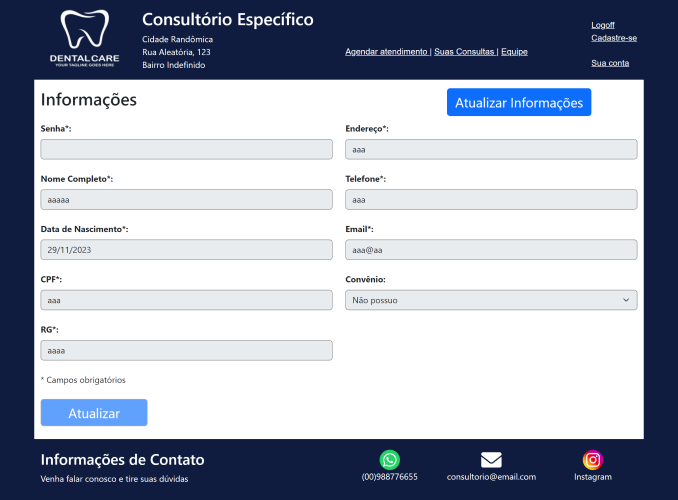 DENTALCARE
YOUR TAGLINE GOES HERE
Consultório Específico
Cidade Randômica
Rua Aleatória, 123
Bairro Indefinido
Agendar atendimento | Suas Consultas | Equipe
Logoff
Cadastre-se
Sua conta
Informações
Atualizar Informações
Senha*:
Endereço*:
aaa
Nome Completo*:
aaaaa
Telefone*:
aaa
Data de Nascimento*:
29/11/2023
Email*:
aaa@aa
CPF*:
aaa
Convênio:
Não possuo
RG*:
aaaa
* Campos obrigatórios
Atualizar
Informações de Contato
Venha falar conosco e tire suas dúvidas
(00)988776655
consultorio@email.com
Instagram